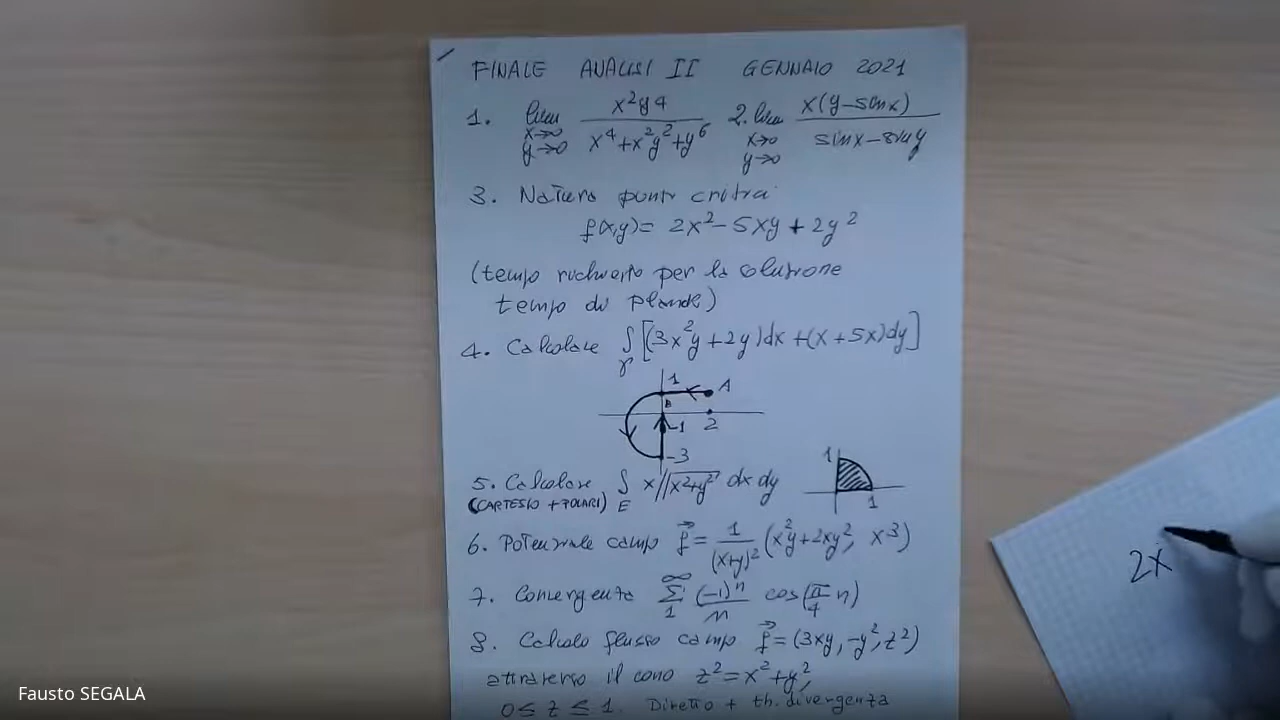 FINALE ANALISI II GENNAIO 2021
1. lim x→0 y→0 x²y4 / x⁴+x²y²+y⁶ 2. lim x→0 y→0 x(y-sinx) / sinx-siny
3. Natura punti critici
f(x,y)= 2x²-5xy+2y²
(tempo richiesto per la soluzione
tempo di Planck)
4. Calcolare ∫γ [(3x²y+2y)dx+(x+5x)dy]
1 A
B
-1 2
-3
5. Calcolare ∫E x/√x²+y² dx dy 1
(CARTESIO + POLARI) 1
6. Potenziale campo f⃗= 1/(x+y)² (x²y+2xy², x3)
7. Convergenza ∞Σ1 (-1)ⁿ/n cos(π/4 n)
8. Calcolo flusso campo f⃗=(3xy,-y²,z²)
attraverso il cono z²=x²+y²,
0≤z≤1. Diretto + th. divergenza
2x
Fausto SEGALA